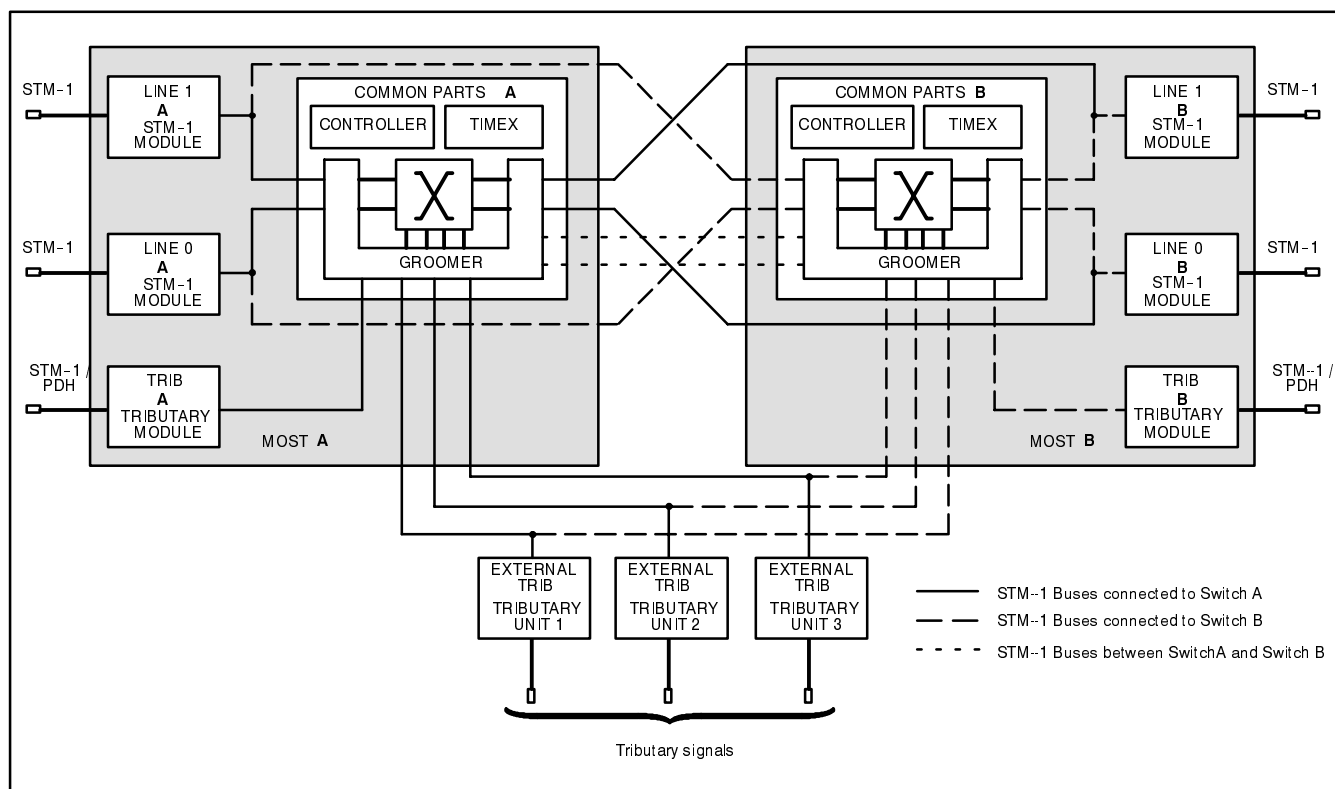 STM-1
LINE 1
A
STM-1
MODULE
COMMON PARTS A
CONTROLLER
TIMEX
GROOMER
STM-1
LINE 0
A
STM-1
MODULE
STM-1 /
PDH
TRIB
A
TRIBUTARY
MODULE
MOST A
COMMON PARTS B
CONTROLLER
TIMEX
GROOMER
LINE 1
B
STM-1
MODULE
STM-1
LINE 0
B
STM-1
MODULE
STM-1
TRIB
B
TRIBUTARY
MODULE
STM--1 /
PDH
MOST B
EXTERNAL
TRIB
TRIBUTARY
UNIT 1
EXTERNAL
TRIB
TRIBUTARY
UNIT 2
EXTERNAL
TRIB
TRIBUTARY
UNIT 3
STM--1 Buses connected to Switch A
STM--1 Buses connected to Switch B
STM--1 Buses between SwitchA and Switch B
Tributary signals